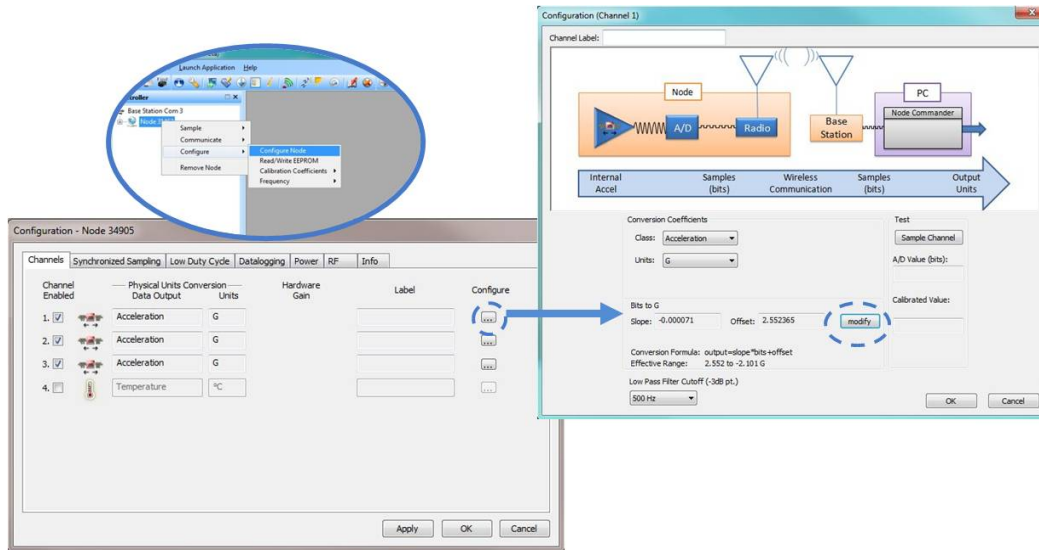 Launch Application Help
Base Station Com 3
Sample
Communicate
Configure
Remove Node
Configure Node
Read/Write EEPROM
Calibration Coefficients
Frequency
Configuration - Node 34905
Channels Synchronized Sampling Low Duty Cycle Datalogging Power RF Info
Channel Enabled
Physical Units Conversion
Data Output Units
Hardware Gain
Label
Configure
1. Acceleration G ...
2. Acceleration G ...
3. Acceleration G ...
4. Temperature °C ...
Apply OK Cancel
Configuration (Channel 1)
Channel Label:
Node
PC
Node Commander
A/D
Radio
Base Station
Internal Accel
Samples (bits)
Wireless Communication
Samples (bits)
Output Units
Conversion Coefficients
Class: Acceleration
Units: G
Test
Sample Channel
A/D Value (bits):
Calibrated Value:
Bits to G
Slope: -0.000071 Offset: 2.552365 modify
Conversion Formula: output=slope*bits+offset
Effective Range: 2.552 to -2.101 G
Low Pass Filter Cutoff (-3dB pt.)
500 Hz
OK Cancel